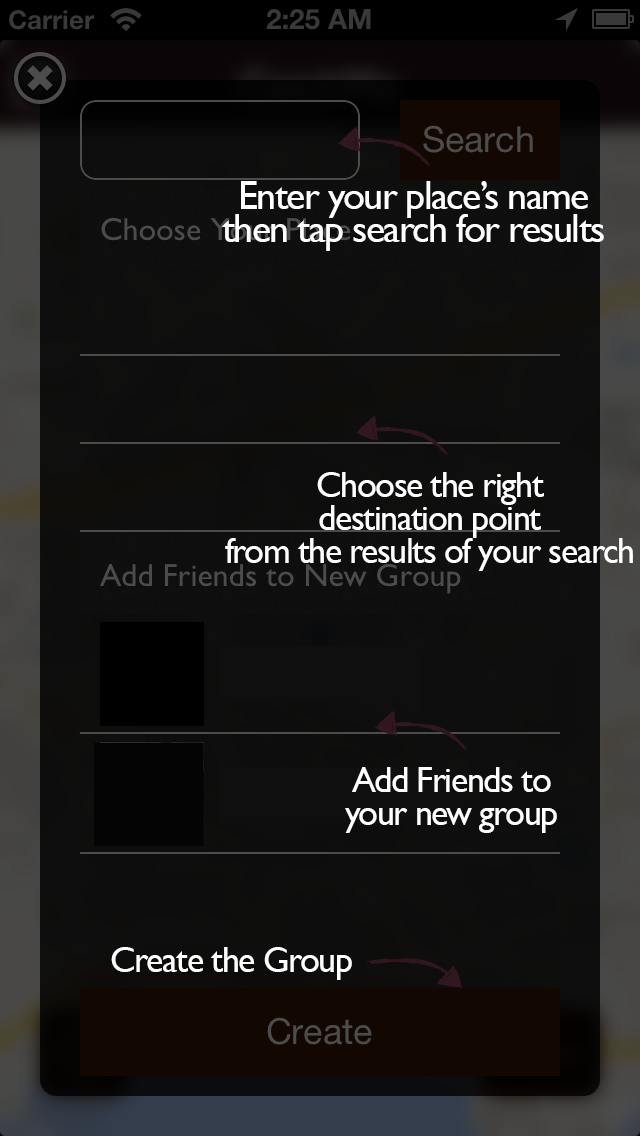 Carrier 2:25 AM
Search
Enter your place's name
then tap search for results
Choose Your Place
Choose the right
destination point
from the results of your search
Add Friends to New Group
Add Friends to
your new group
Create the Group
Create